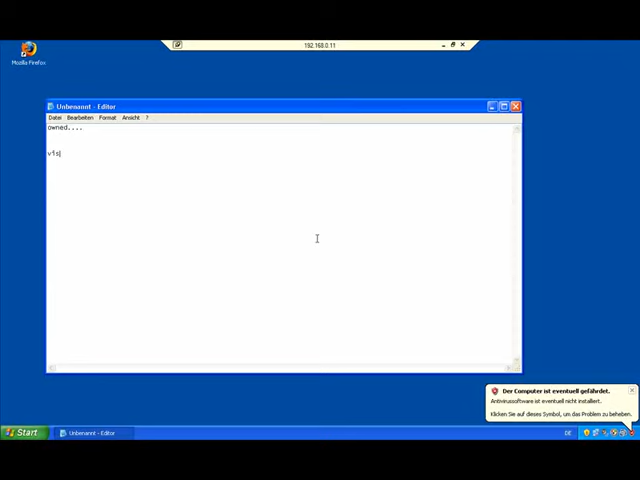 192.168.0.11
Mozilla Firefox
Unbenannt - Editor
Datei Bearbeiten Format Ansicht ?
owned....
vis
Der Computer ist eventuell gefährdet.
Antivirussoftware ist eventuell nicht installiert.
Klicken Sie auf dieses Symbol, um das Problem zu beheben.
Start
Unbenannt - Editor
DE